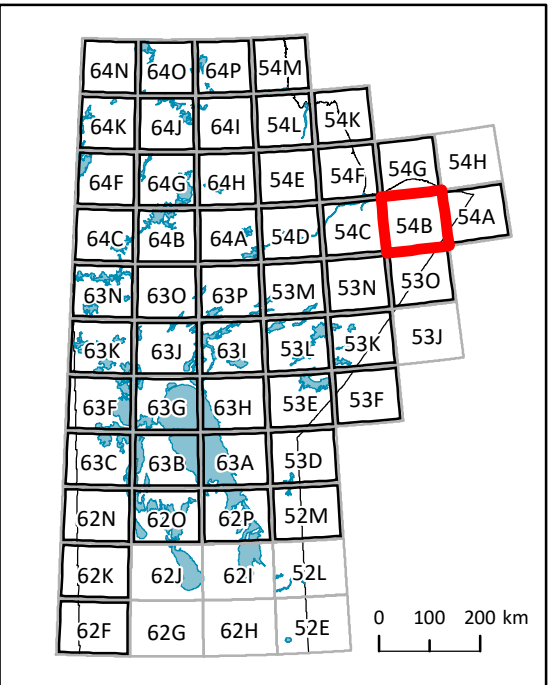 64N 64O 64P 54M
64K 64J 64I 54L 54K
64F 64G 64H 54E 54F 54G 54H
64C 64B 64A 54D 54C 54B 54A
63N 63O 63P 53M 53N 53O
63K 63J 63I 53L 53K 53J
63F 63G 63H 53E 53F
63C 63B 63A 53D
62N 62O 62P 52M
62K 62J 62I 52L
62F 62G 62H 52E
0 100 200 km